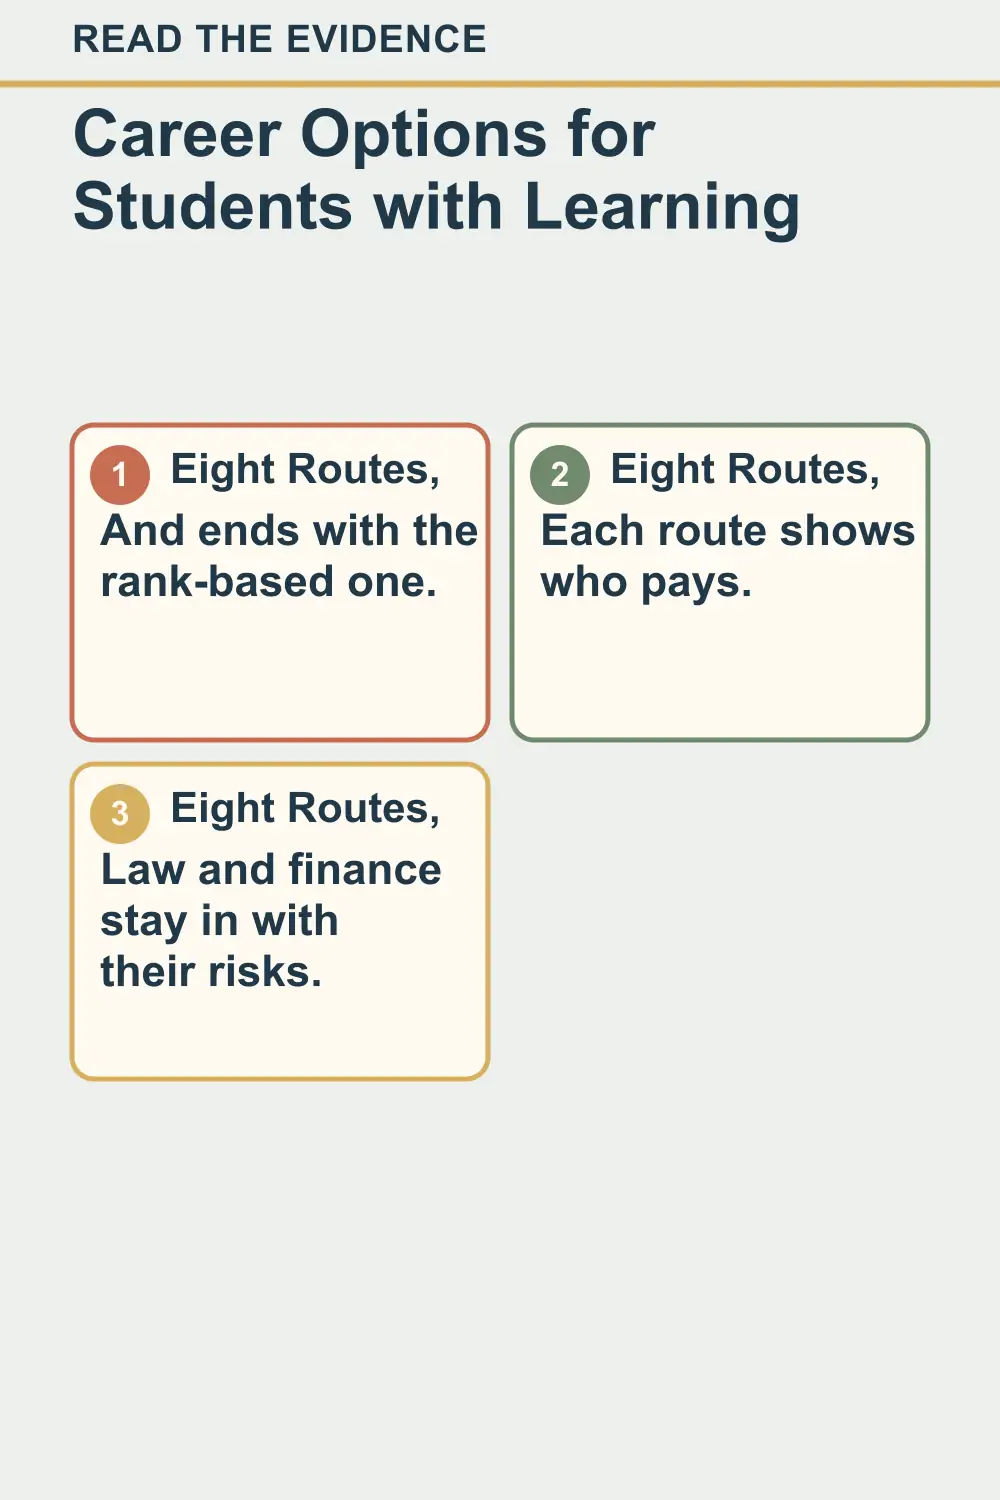 READ THE EVIDENCE
Career Options for
Students with Learning
1 Eight Routes,
And ends with the
rank-based one.
2 Eight Routes,
Each route shows
who pays.
3 Eight Routes,
Law and finance
stay in with
their risks.